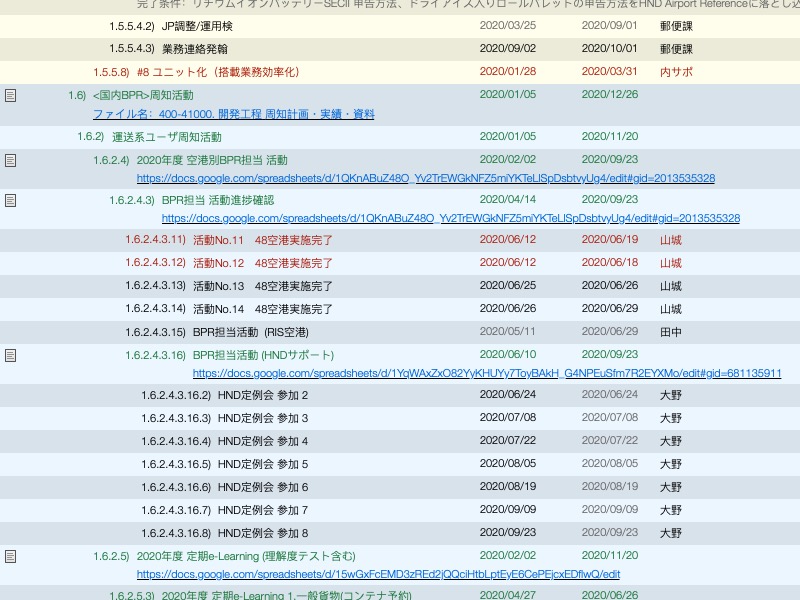 完了条件: リチウムイオンバッテリーSECII 申告方法、ドライアイス入りロールパレットの申告方法をHND Airport Referenceに落とし込
1.5.5.4.2) JP調整/運用検 2020/03/25 2020/09/01 郵便課
1.5.5.4.3) 業務連絡発翰 2020/09/02 2020/10/01 郵便課
1.5.5.8) #8 ユニット化（搭載業務効率化） 2020/01/28 2020/03/31 内サポ
1.6) <国内BPR>周知活動 2020/01/05 2020/12/26
ファイル名: 400-41000. 開発工程 周知計画・実績・資料
1.6.2) 運送系ユーザ周知活動 2020/01/05 2020/11/20
1.6.2.4) 2020年度 空港別BPR担当 活動 2020/02/02 2020/09/23
https://docs.google.com/spreadsheets/d/1QKnABuZ48O_Yv2TrEWGkNFZ5miYKTeLlSpDsbtvyUg4/edit#gid=2013535328
1.6.2.4.3) BPR担当 活動進捗確認 2020/04/14 2020/09/23
https://docs.google.com/spreadsheets/d/1QKnABuZ48O_Yv2TrEWGkNFZ5miYKTeLlSpDsbtvyUg4/edit#gid=2013535328
1.6.2.4.3.11) 活動No.11 48空港実施完了 2020/06/12 2020/06/19 山城
1.6.2.4.3.12) 活動No.12 48空港実施完了 2020/06/12 2020/06/18 山城
1.6.2.4.3.13) 活動No.13 48空港実施完了 2020/06/25 2020/06/26 山城
1.6.2.4.3.14) 活動No.14 48空港実施完了 2020/06/26 2020/06/29 山城
1.6.2.4.3.15) BPR担当活動 (RIS空港) 2020/05/11 2020/06/29 田中
1.6.2.4.3.16) BPR担当活動 (HNDサポート) 2020/06/10 2020/09/23
https://docs.google.com/spreadsheets/d/1YqWAxZxO82YyKHUYy7ToyBAkH_G4NPEuSfm7R2EYXMo/edit#gid=681135911
1.6.2.4.3.16.2) HND定例会 参加 2 2020/06/24 2020/06/24 大野
1.6.2.4.3.16.3) HND定例会 参加 3 2020/07/08 2020/07/08 大野
1.6.2.4.3.16.4) HND定例会 参加 4 2020/07/22 2020/07/22 大野
1.6.2.4.3.16.5) HND定例会 参加 5 2020/08/05 2020/08/05 大野
1.6.2.4.3.16.6) HND定例会 参加 6 2020/08/19 2020/08/19 大野
1.6.2.4.3.16.7) HND定例会 参加 7 2020/09/09 2020/09/09 大野
1.6.2.4.3.16.8) HND定例会 参加 8 2020/09/23 2020/09/23 大野
1.6.2.5) 2020年度 定期e-Learning (理解度テスト含む) 2020/02/02 2020/11/20
https://docs.google.com/spreadsheets/d/15wGxFcEMD3zREd2jQQciHtbLptEyE6CePEjcxEDflwQ/edit
1.6.2.5.3) 2020年度 定期e-Learning 1.一般貨物(コンテナ予約) 2020/04/27 2020/06/26